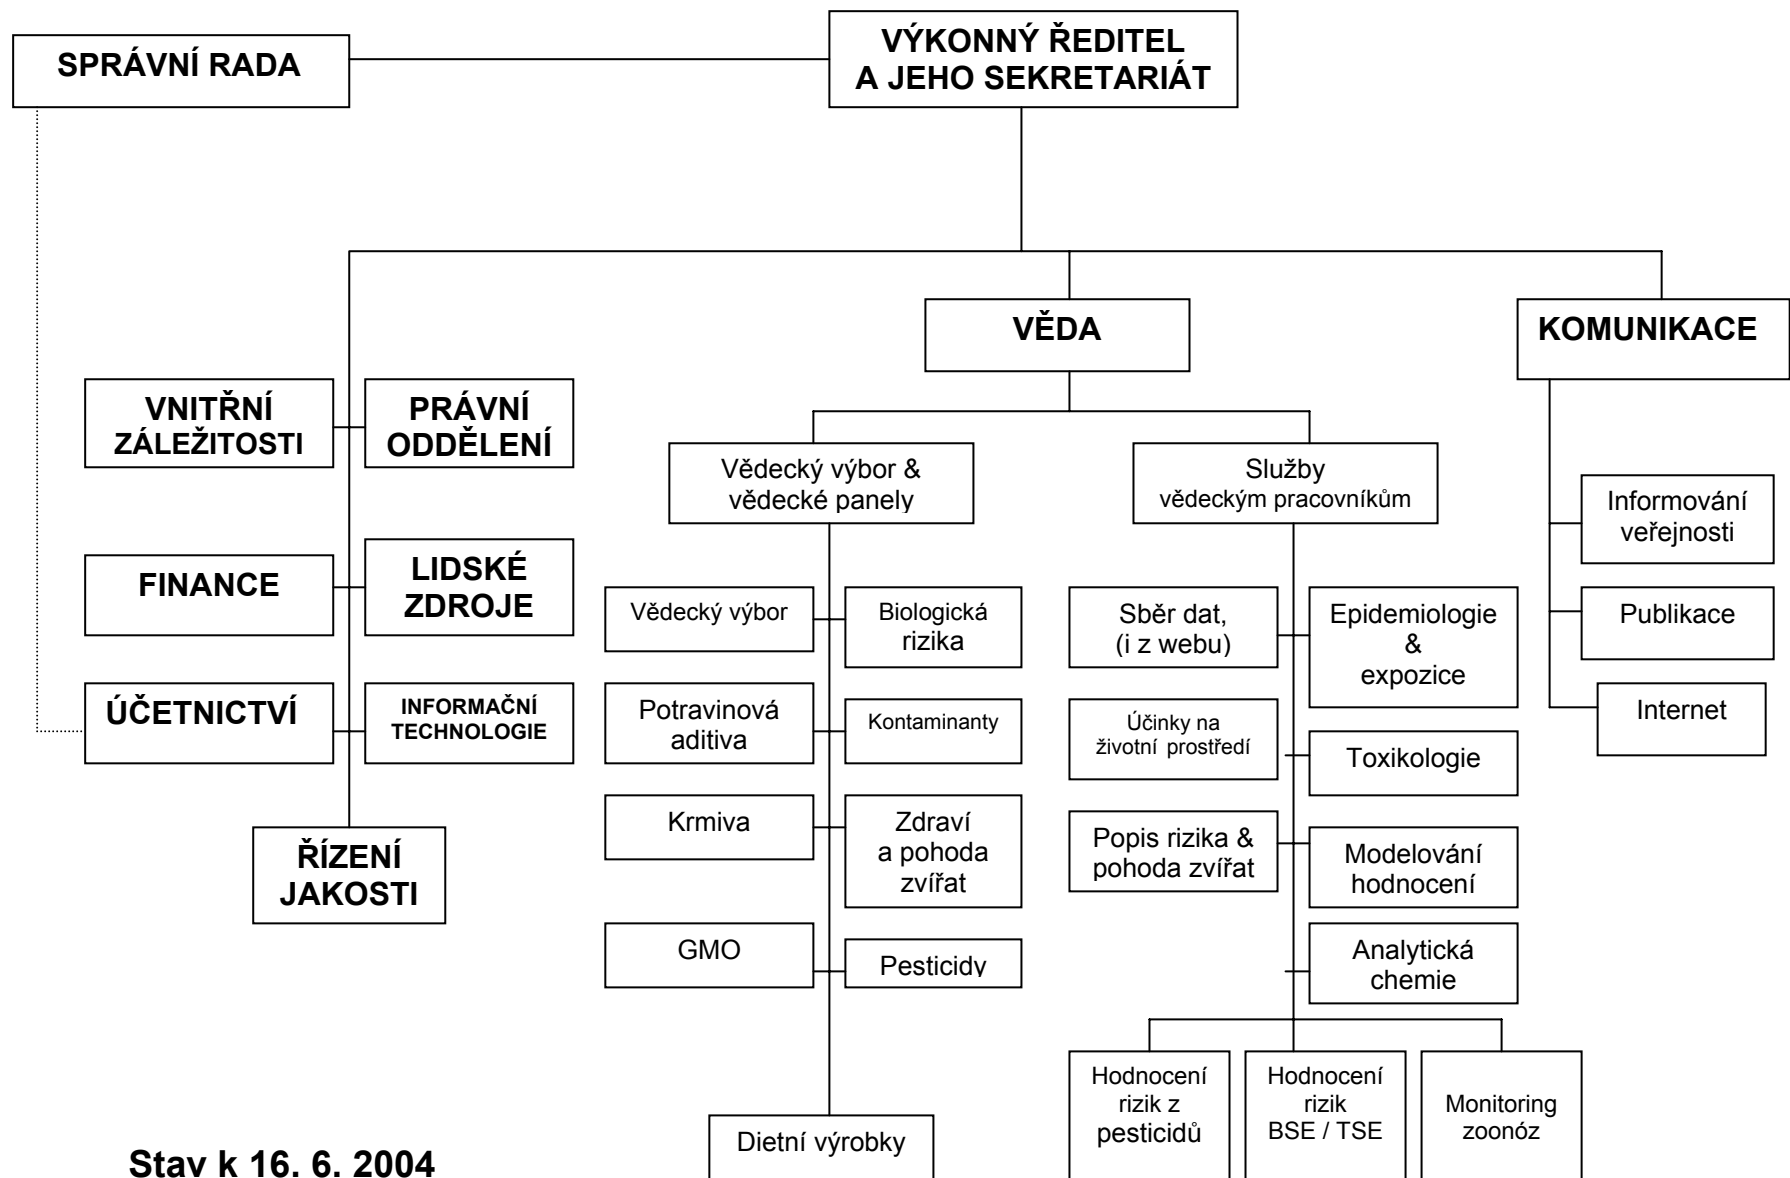 SPRÁVNÍ RADA
VÝKONNÝ ŘEDITEL
A JEHO SEKRETARIÁT
VĚDA
KOMUNIKACE
VNITŘNÍ
ZÁLEŽITOSTI
PRÁVNÍ
ODDĚLENÍ
FINANCE
LIDSKÉ
ZDROJE
ÚČETNICTVÍ
INFORMAČNÍ
TECHNOLOGIE
ŘÍZENÍ
JAKOSTI
Vědecký výbor &
vědecké panely
Vědecký výbor
Biologická
rizika
Potravinová
aditiva
Kontaminanty
Krmiva
Zdraví
a pohoda
zvířat
GMO
Pesticidy
Dietní výrobky
Služby
vědeckým pracovníkům
Sběr dat,
(i z webu)
Epidemiologie
&
expozice
Účinky na
životní prostředí
Toxikologie
Popis rizika &
pohoda zvířat
Modelování
hodnocení
Analytická
chemie
Hodnocení
rizik z
pesticidů
Hodnocení
rizik
BSE / TSE
Monitoring
zoonóz
Informování
veřejnosti
Publikace
Internet
Stav k 16. 6. 2004